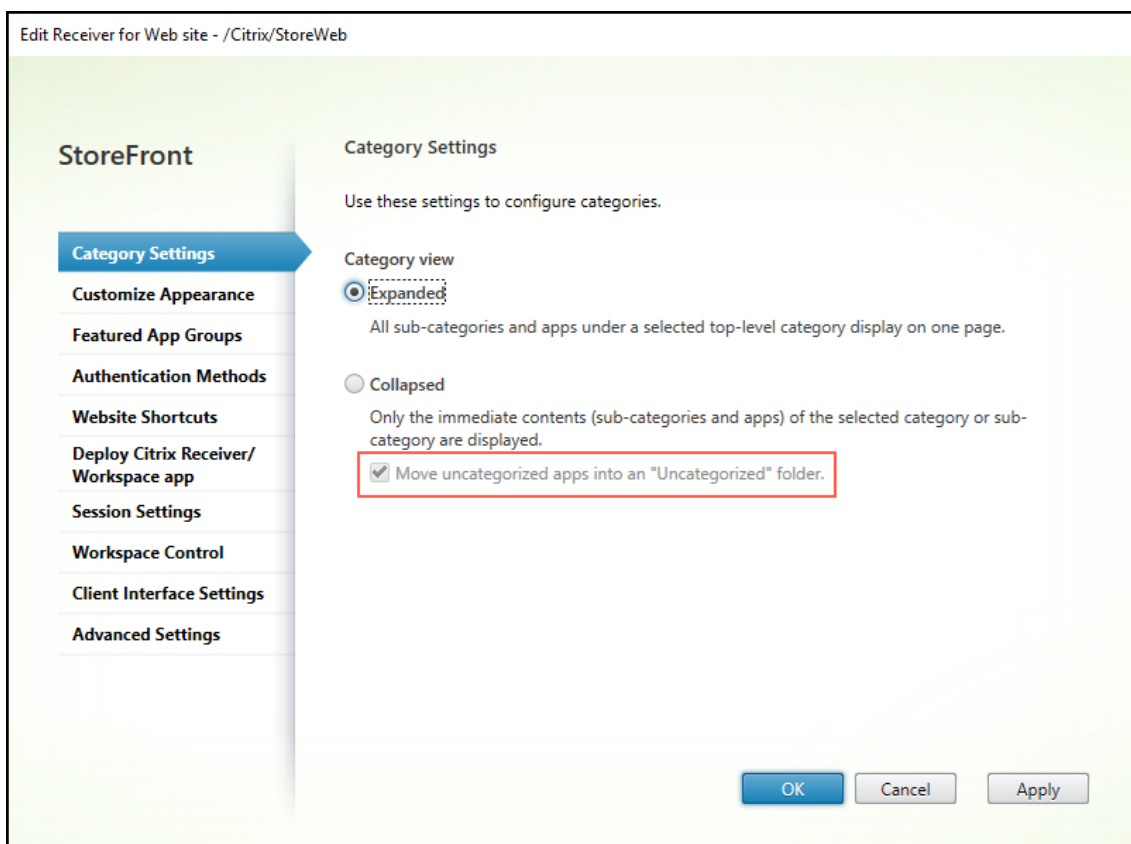 Edit Receiver for Web site - /Citrix/StoreWeb
StoreFront
Category Settings
Customize Appearance
Featured App Groups
Authentication Methods
Website Shortcuts
Deploy Citrix Receiver/
Workspace app
Session Settings
Workspace Control
Client Interface Settings
Advanced Settings
Category Settings
Use these settings to configure categories.
Category view
Expanded
All sub-categories and apps under a selected top-level category display on one page.
Collapsed
Only the immediate contents (sub-categories and apps) of the selected category or sub-
category are displayed.
Move uncategorized apps into an "Uncategorized" folder.
OK
Cancel
Apply